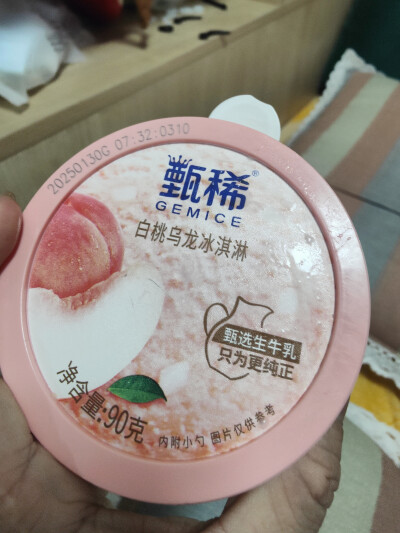 20250130G 07:32:0310
甄稀®
GEMICE
白桃乌龙冰淇淋
甄选生牛乳
只为更纯正
净含量:90克
内附小勺 图片仅供参考